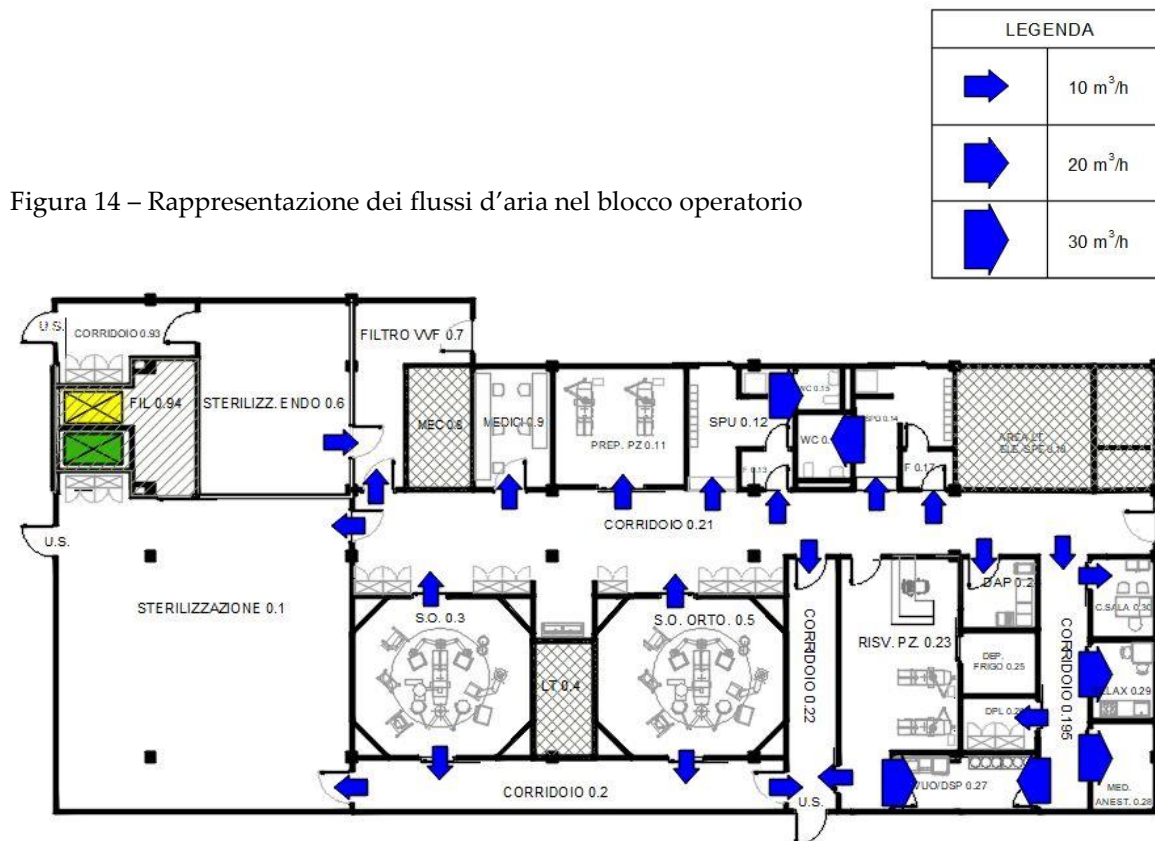 LEGENDA
10 m³/h
20 m³/h
30 m³/h
Figura 14 – Rappresentazione dei flussi d'aria nel blocco operatorio
U.S.
CORRIDOIO 0.93
FILTRO VVF 0.7
FIL 0.94
STERILIZZ. ENDO 0.6
MEC 0.8
MEDICI 0.9
PREP. PZ 0.11
SPU 0.12
WC 0.15
WC 0.
SPU 0.14
F 0.13
F 0.17
AREA LT
U.S.
CORRIDOIO 0.21
STERILIZZAZIONE 0.1
S.O. 0.3
S.O. ORTO. 0.5
LT 0.4
CORRIDOIO 0.22
RISV. PZ. 0.23
DAP 0.2
DEP.
FRIGO 0.25
DPL 0.26
CORRIDOIO 0.195
C.SALA 0.30
RELAX 0.29
MED.
ANEST. 0.28
VUO/DSP 0.27
CORRIDOIO 0.2
U.S.